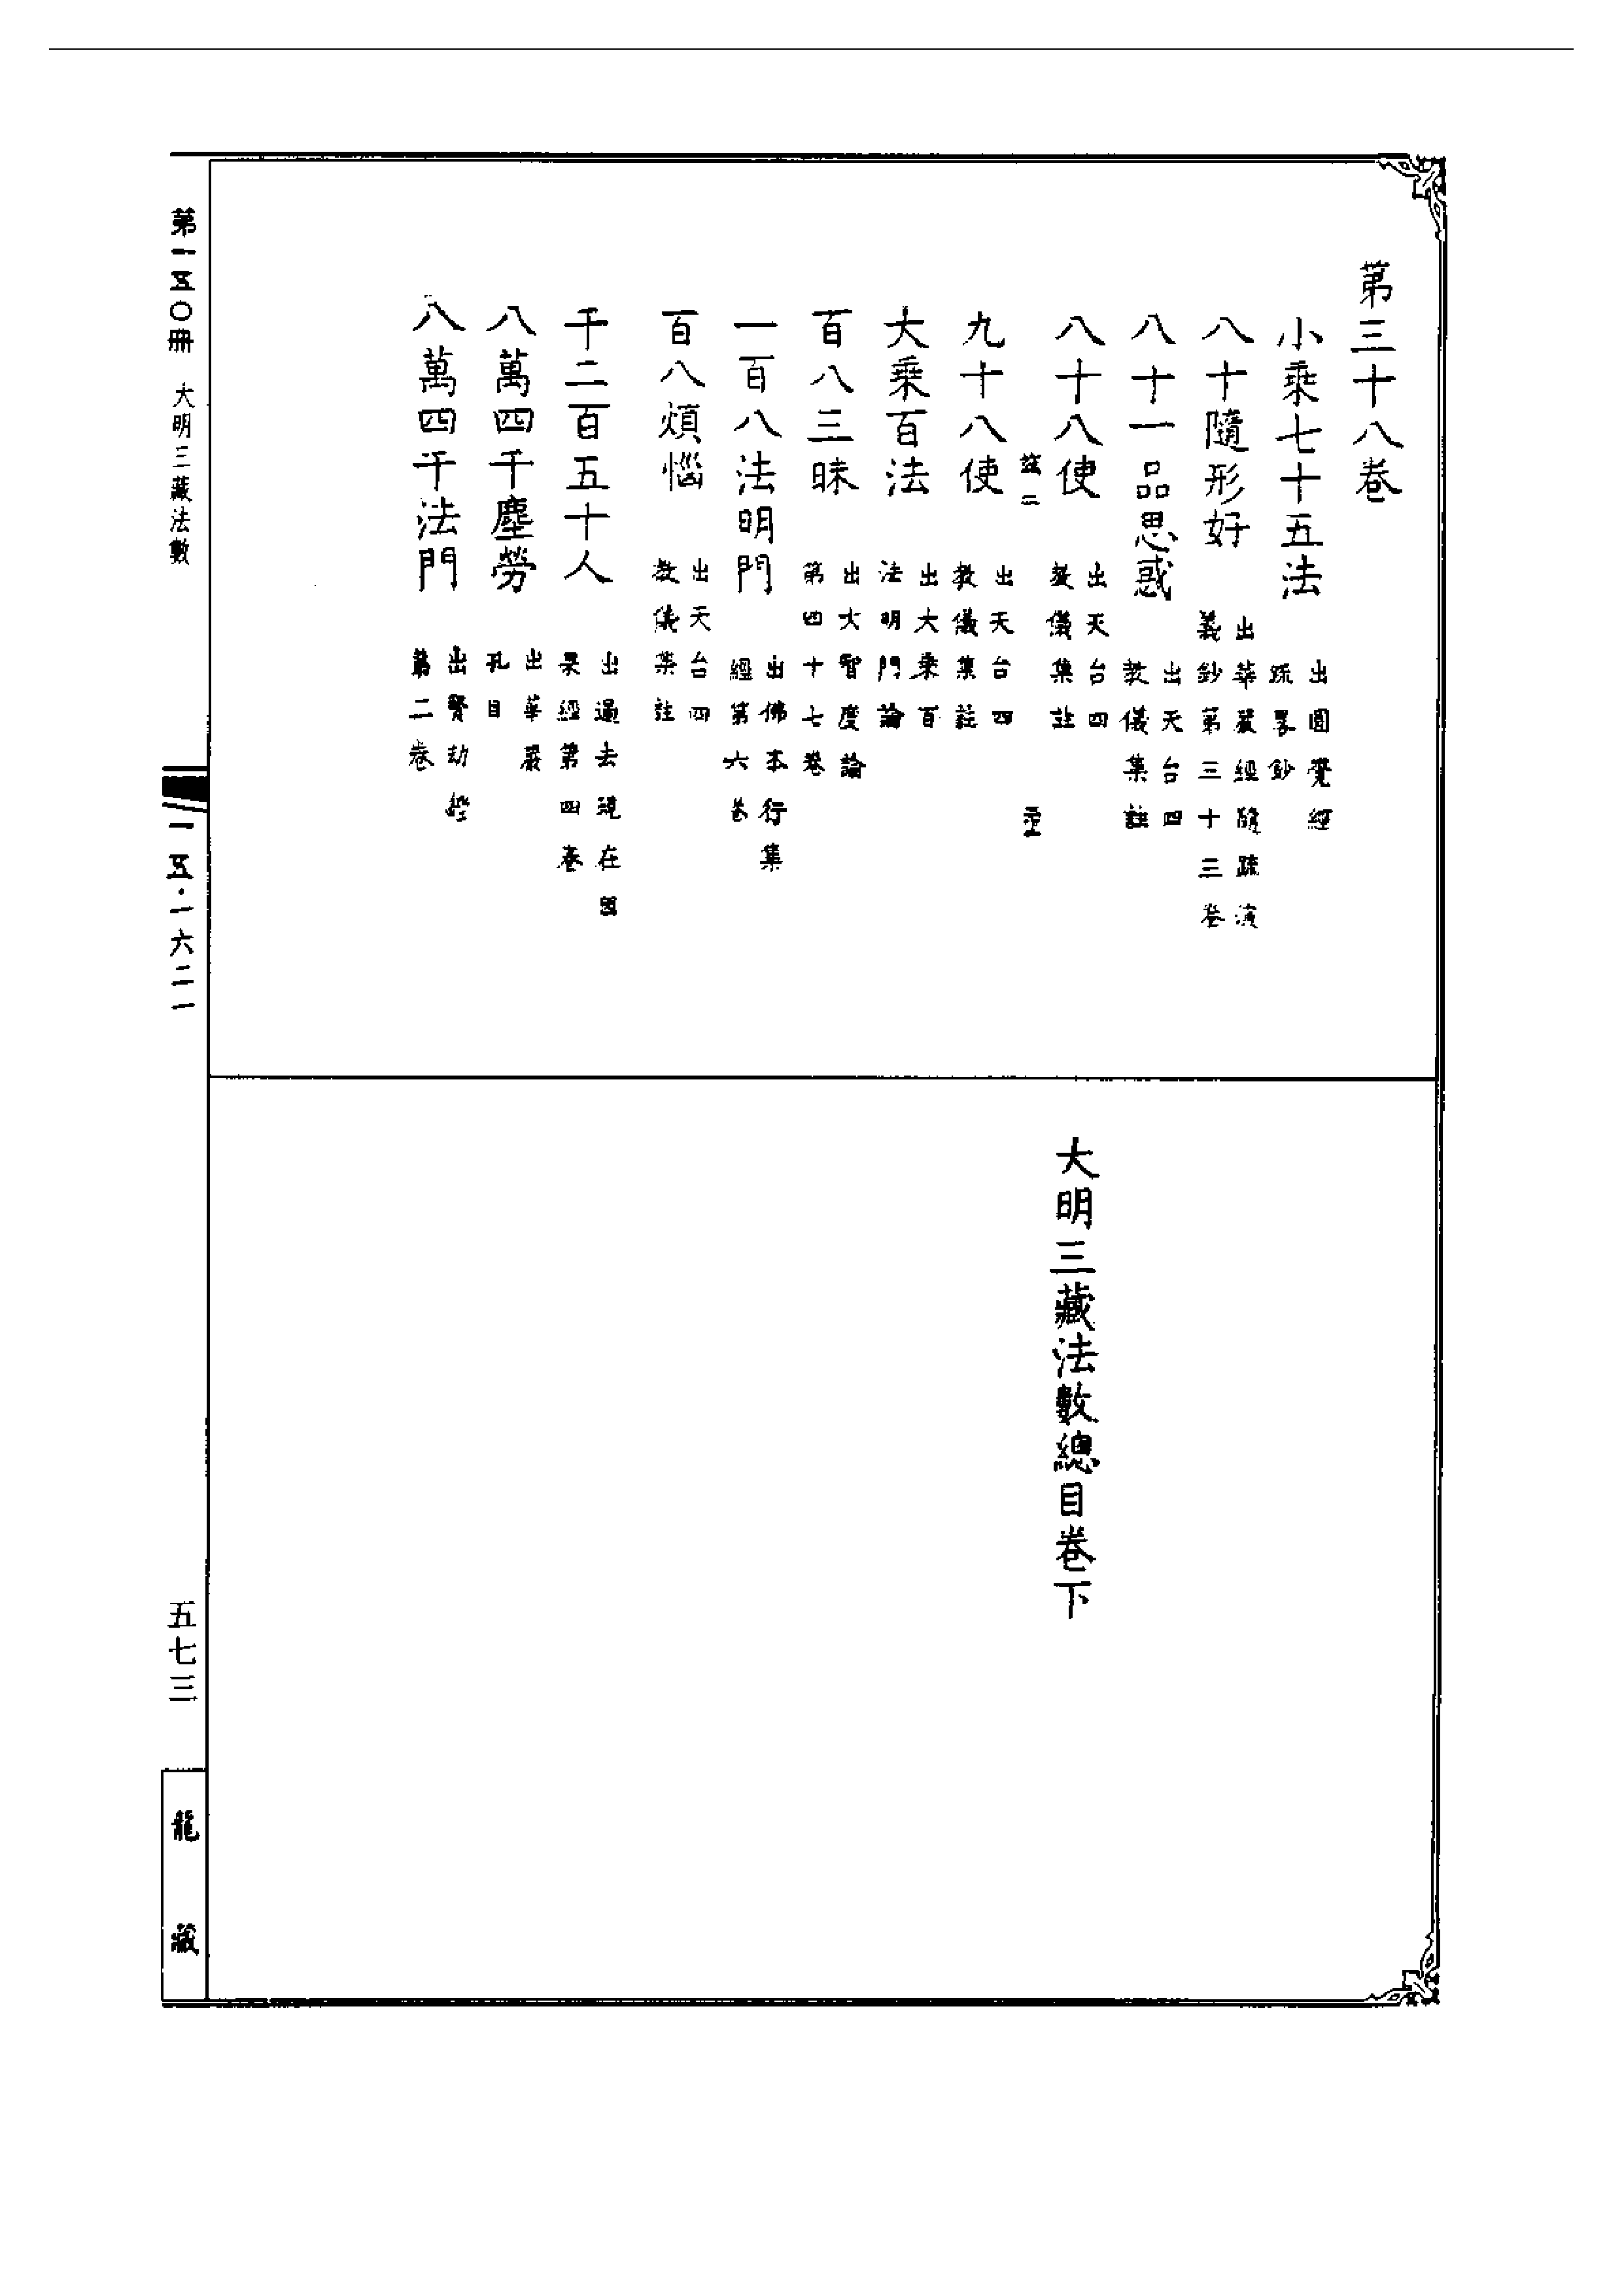 第三十八卷
小乘七十五法 出圓覺經疏畧鈔
八十隨形好 出華嚴經隨疏演義鈔第三十三卷
八十一品思惑 出天台四教儀集註
八十八使 出天台四教儀集註
九十八使 出天台四教儀集註
大乘百法 出大乘百法明門論
百八三昧 出大智度論第四十七卷
一百八法明門 出佛本行集經第六卷
百八煩惱 出天台四教儀集註
千二百五十人 出過去現在因果經第四卷
八萬四千塵勞 出華嚴孔目
八萬四千法門 出賢劫經第二卷
大明三藏法數總目卷下
第一五〇冊 大明三藏法數
一五·一六二一
五七三
龍藏